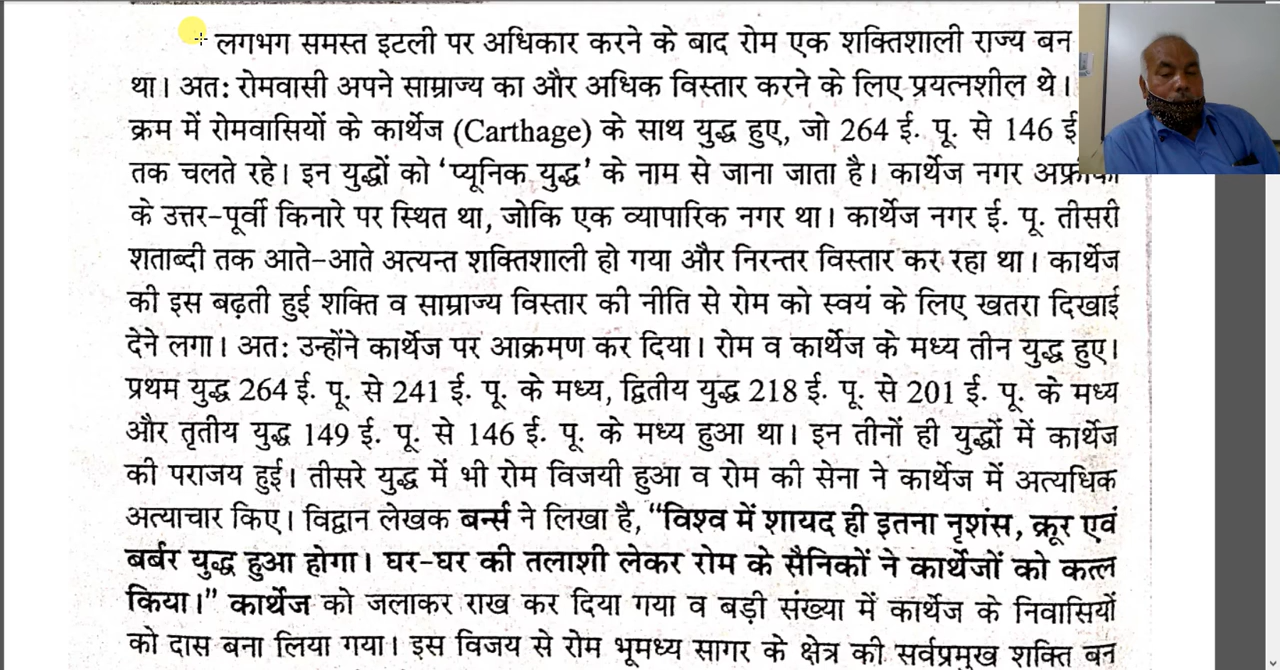 लगभग समस्त इटली पर अधिकार करने के बाद रोम एक शक्तिशाली राज्य बन
था। अत: रोमवासी अपने साम्राज्य का और अधिक विस्तार करने के लिए प्रयत्नशील थे।
क्रम में रोमवासियों के कार्थेज (Carthage) के साथ युद्ध हुए, जो 264 ई. पू. से 146 ई
तक चलते रहे। इन युद्धों को ‘प्यूनिक युद्ध’ के नाम से जाना जाता है। कार्थेज नगर अफ्रीका
के उत्तर-पूर्वी किनारे पर स्थित था, जोकि एक व्यापारिक नगर था। कार्थेज नगर ई. पू. तीसरी
शताब्दी तक आते-आते अत्यन्त शक्तिशाली हो गया और निरन्तर विस्तार कर रहा था। कार्थेज
की इस बढ़ती हुई शक्ति व साम्राज्य विस्तार की नीति से रोम को स्वयं के लिए खतरा दिखाई
देने लगा। अत: उन्होंने कार्थेज पर आक्रमण कर दिया। रोम व कार्थेज के मध्य तीन युद्ध हुए।
प्रथम युद्ध 264 ई. पू. से 241 ई. पू. के मध्य, द्वितीय युद्ध 218 ई. पू. से 201 ई. पू. के मध्य
और तृतीय युद्ध 149 ई. पू. से 146 ई. पू. के मध्य हुआ था। इन तीनों ही युद्धों में कार्थेज
की पराजय हुई। तीसरे युद्ध में भी रोम विजयी हुआ व रोम की सेना ने कार्थेज में अत्यधिक
अत्याचार किए। विद्वान लेखक बर्न्स ने लिखा है, “विश्व में शायद ही इतना नृशंस, क्रूर एवं
बर्बर युद्ध हुआ होगा। घर-घर की तलाशी लेकर रोम के सैनिकों ने कार्थेजों को कत्ल
किया।” कार्थेज को जलाकर राख कर दिया गया व बड़ी संख्या में कार्थेज के निवासियों
को दास बना लिया गया। इस विजय से रोम भूमध्य सागर के क्षेत्र की सर्वप्रमुख शक्ति बन